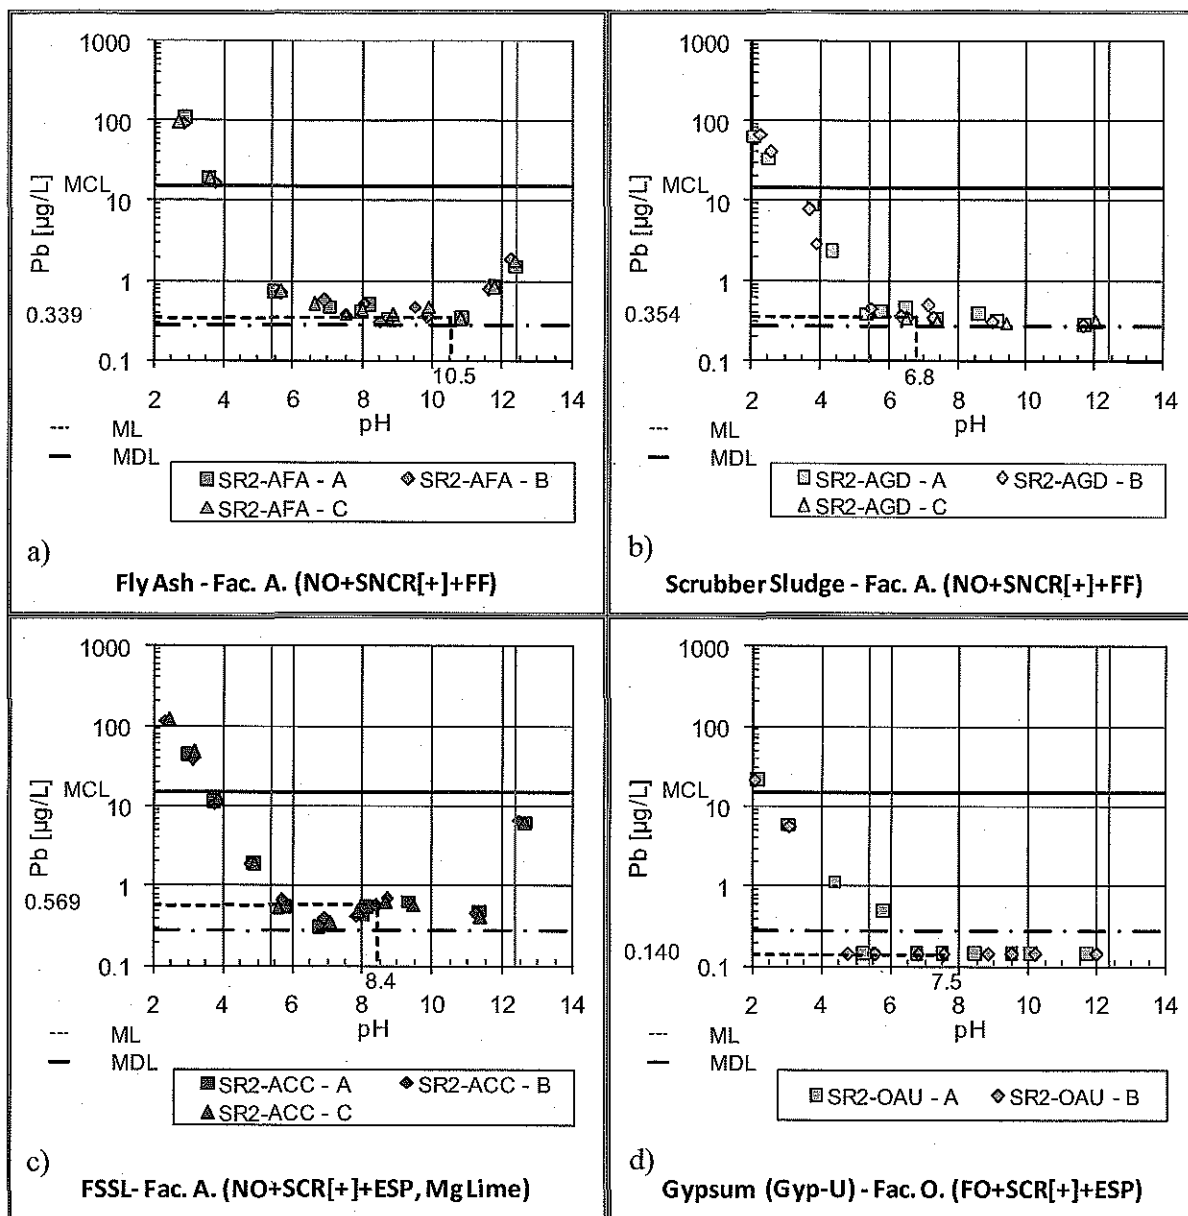 1000
100
MCL
10
Pb [µg/L]
1
0.339
0.1
10.5
2 4 6 8 10 12 14
pH
--- ML
— MDL
SR2-AFA - A SR2-AFA - B
SR2-AFA - C
a)
Fly Ash - Fac. A. (NO+SNCR[+]+FF)
1000
100
MCL
10
Pb [µg/L]
1
0.354
0.1
6.8
2 4 6 8 10 12 14
pH
--- ML
— MDL
SR2-AGD - A SR2-AGD - B
SR2-AGD - C
b)
Scrubber Sludge - Fac. A. (NO+SNCR[+]+FF)
1000
100
MCL
10
Pb [µg/L]
1
0.569
0.1
8.4
2 4 6 8 10 12 14
pH
--- ML
— MDL
SR2-ACC - A SR2-ACC - B
SR2-ACC - C
c)
FSSL- Fac. A. (NO+SCR[+]+ESP, Mg Lime)
1000
100
MCL
10
Pb [µg/L]
1
0.140
0.1
7.5
2 4 6 8 10 12 14
pH
--- ML
— MDL
SR2-OAU - A SR2-OAU - B
d)
Gypsum (Gyp-U) - Fac. O. (FO+SCR[+]+ESP)